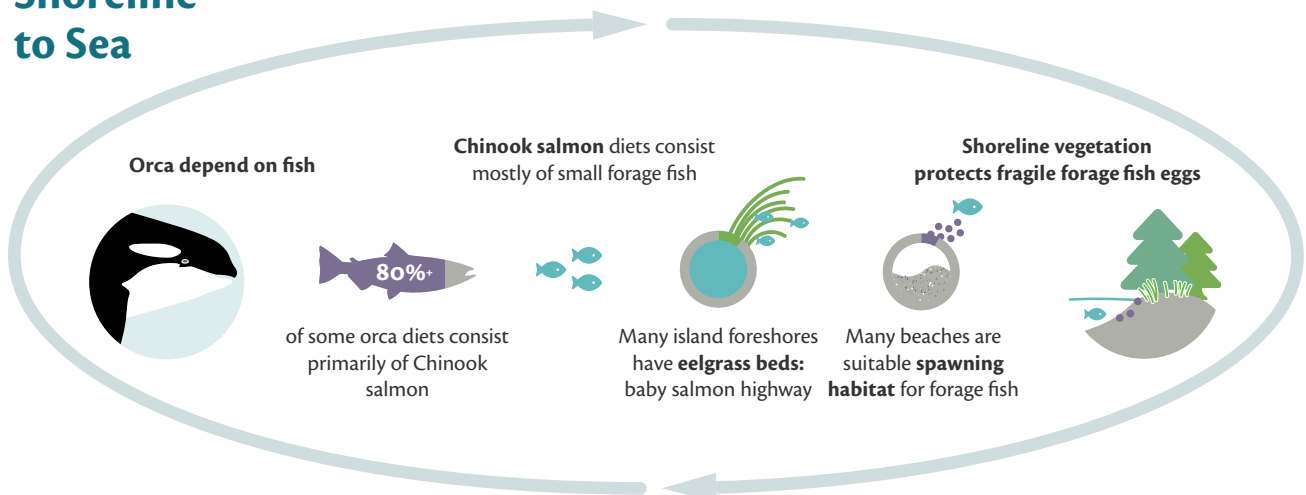 Shoreline
to Sea
Orca depend on fish
80%+
of some orca diets consist
primarily of Chinook
salmon
Chinook salmon diets consist
mostly of small forage fish
Many island foreshores
have eelgrass beds:
baby salmon highway
Many beaches are
suitable spawning
habitat for forage fish
Shoreline vegetation
protects fragile forage fish eggs